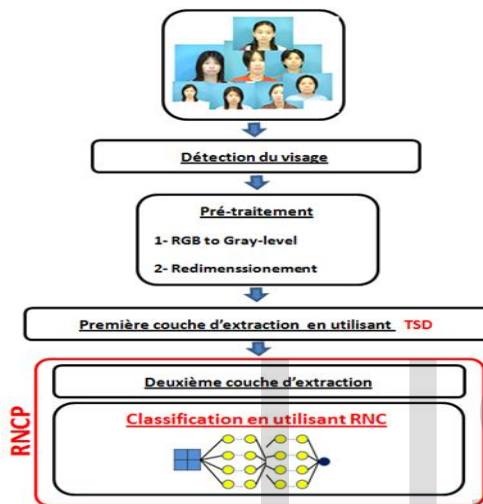 Détection du visage
Pré-traitement
1- RGB to Gray-level
2- Redimenssionement
Première couche d'extraction en utilisant TSD
RNCP
Deuxième couche d'extraction
Classification en utilisant RNC